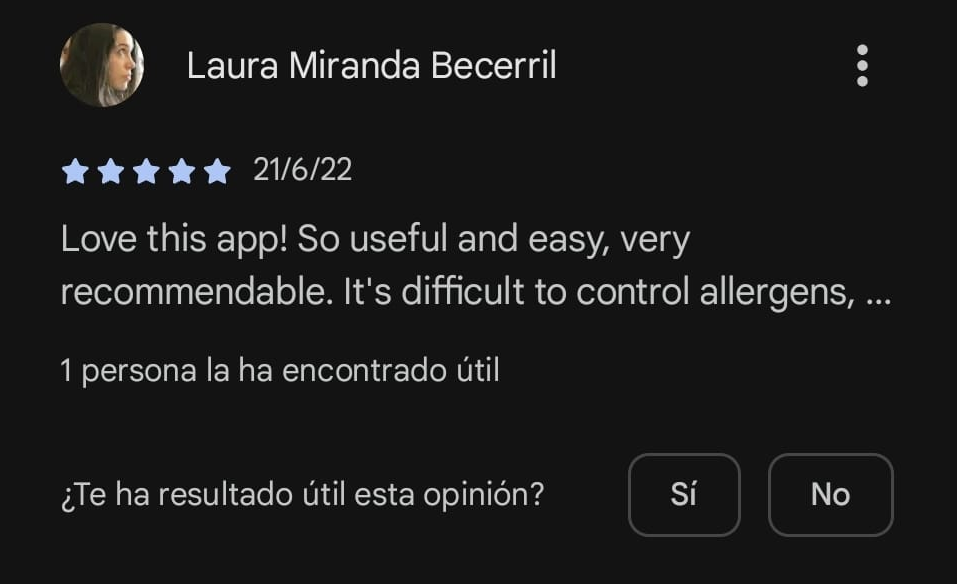 Laura Miranda Becerril
21/6/22
Love this app! So useful and easy, very
recommendable. It's difficult to control allergens, ...
1 persona la ha encontrado útil
¿Te ha resultado útil esta opinión?
Sí
No